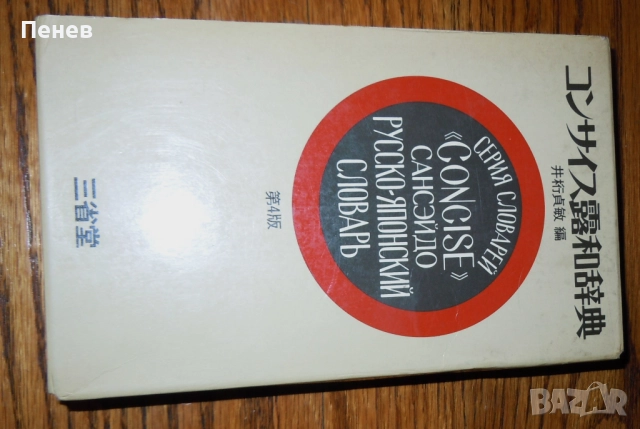 Пенев
コンサイス露和辞典
井桁貞敏 編
СЕРИЯ СЛОВАРЕЙ
《CONCISE》
САНСЭЙДО
РУССКО-ЯПОНСКИЙ
СЛОВАРЬ
第4版
三省堂
BAZAR